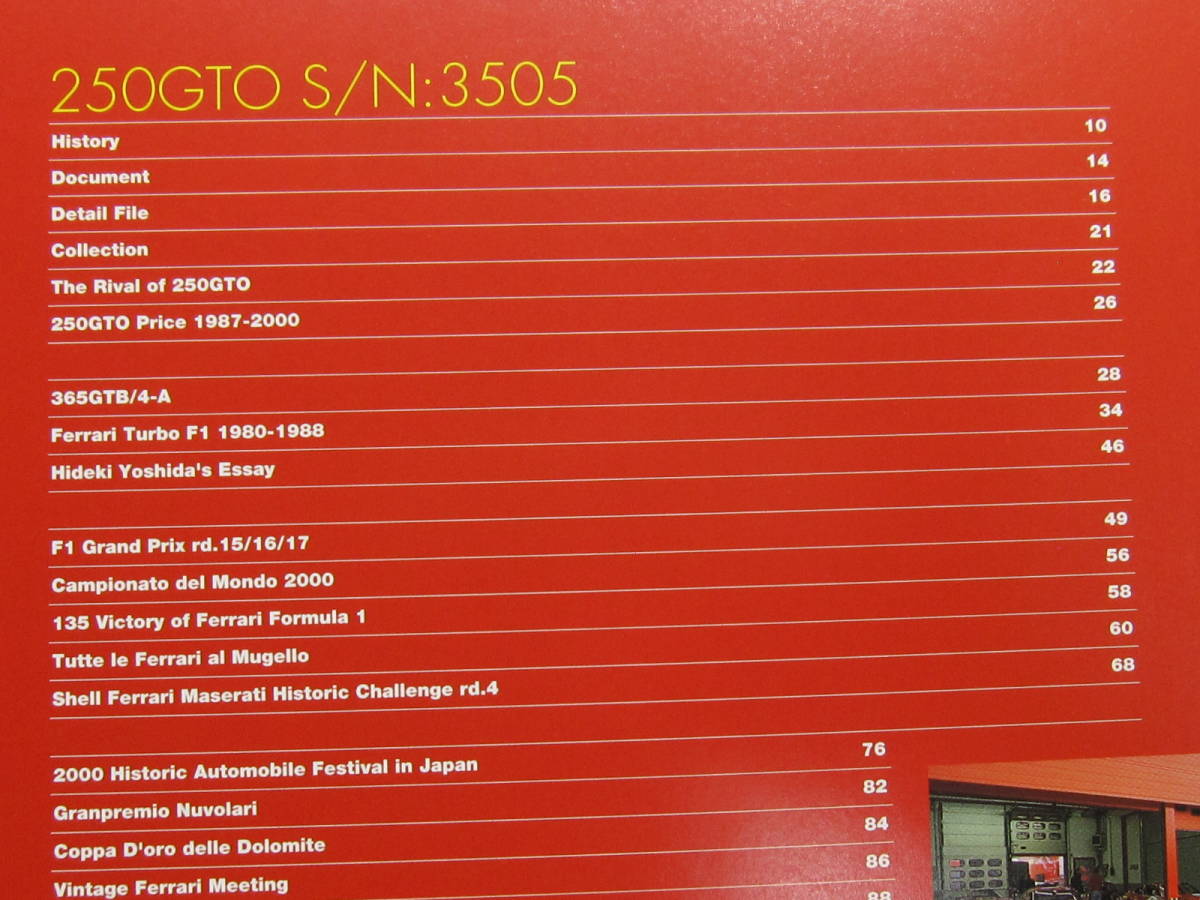 250GTO S/N:3505
History 10
Document 14
Detail File 16
Collection 21
The Rival of 250GTO 22
250GTO Price 1987-2000 26
365GTB/4-A 28
Ferrari Turbo F1 1980-1988 34
Hideki Yoshida's Essay 46
F1 Grand Prix rd.15/16/17 49
Campionato del Mondo 2000 56
135 Victory of Ferrari Formula 1 58
Tutte le Ferrari al Mugello 60
Shell Ferrari Maserati Historic Challenge rd.4 68
2000 Historic Automobile Festival in Japan 76
Granpremio Nuvolari 82
Coppa D'oro delle Dolomite 84
Vintage Ferrari Meeting 86
88